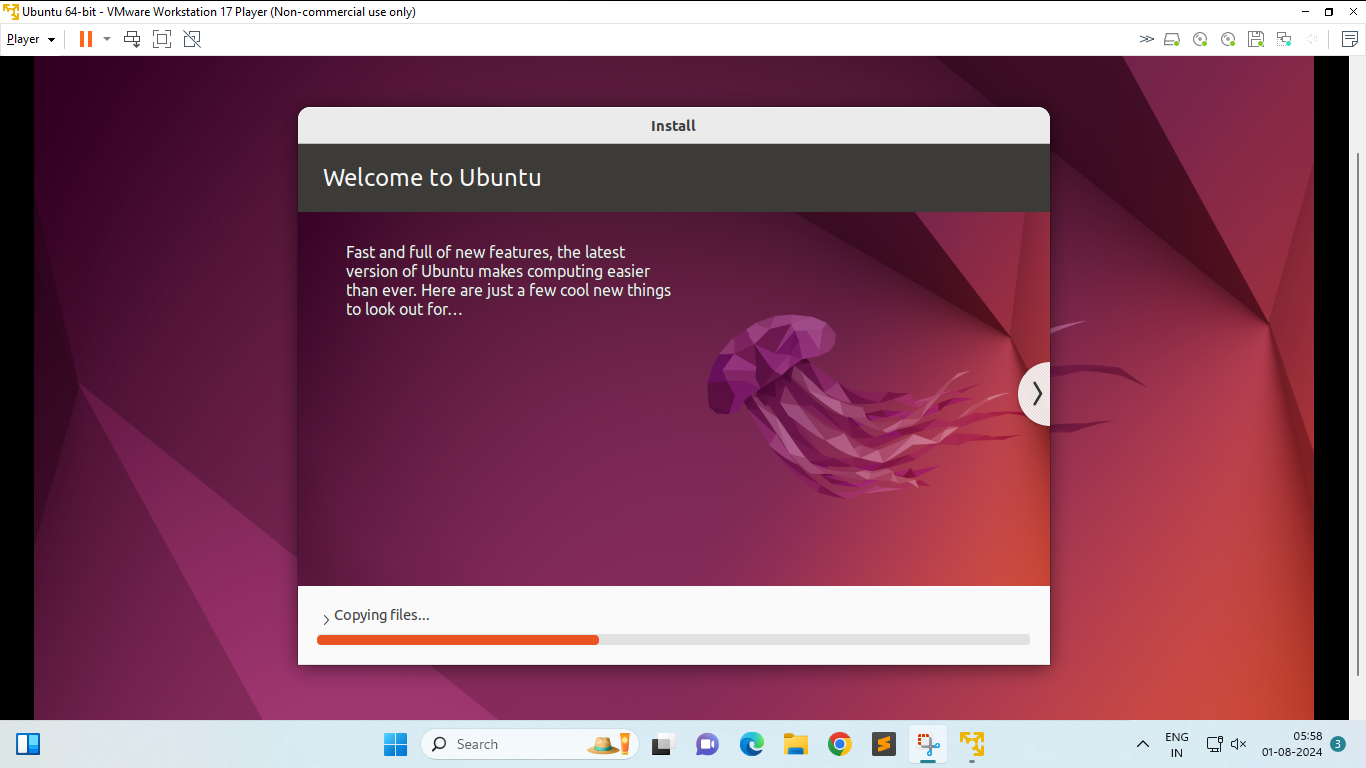 Ubuntu 64-bit - VMware Workstation 17 Player (Non-commercial use only)
Player
Install
Welcome to Ubuntu
Fast and full of new features, the latest
version of Ubuntu makes computing easier
than ever. Here are just a few cool new things
to look out for...
Copying files...
Search
ENG
IN
05:58
01-08-2024
3